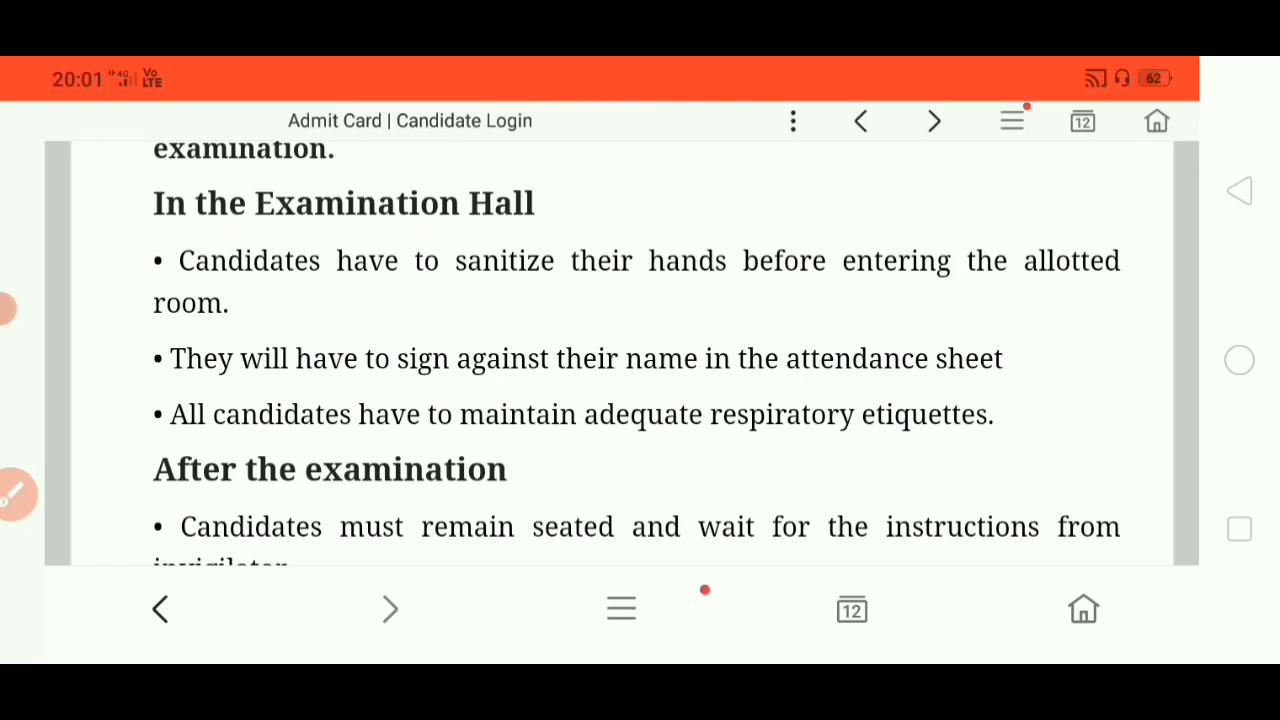 20:01 4G Vo LTE 62
Admit Card | Candidate Login 12
examination.
In the Examination Hall
• Candidates have to sanitize their hands before entering the allotted
room.
• They will have to sign against their name in the attendance sheet
• All candidates have to maintain adequate respiratory etiquettes.
After the examination
• Candidates must remain seated and wait for the instructions from
12